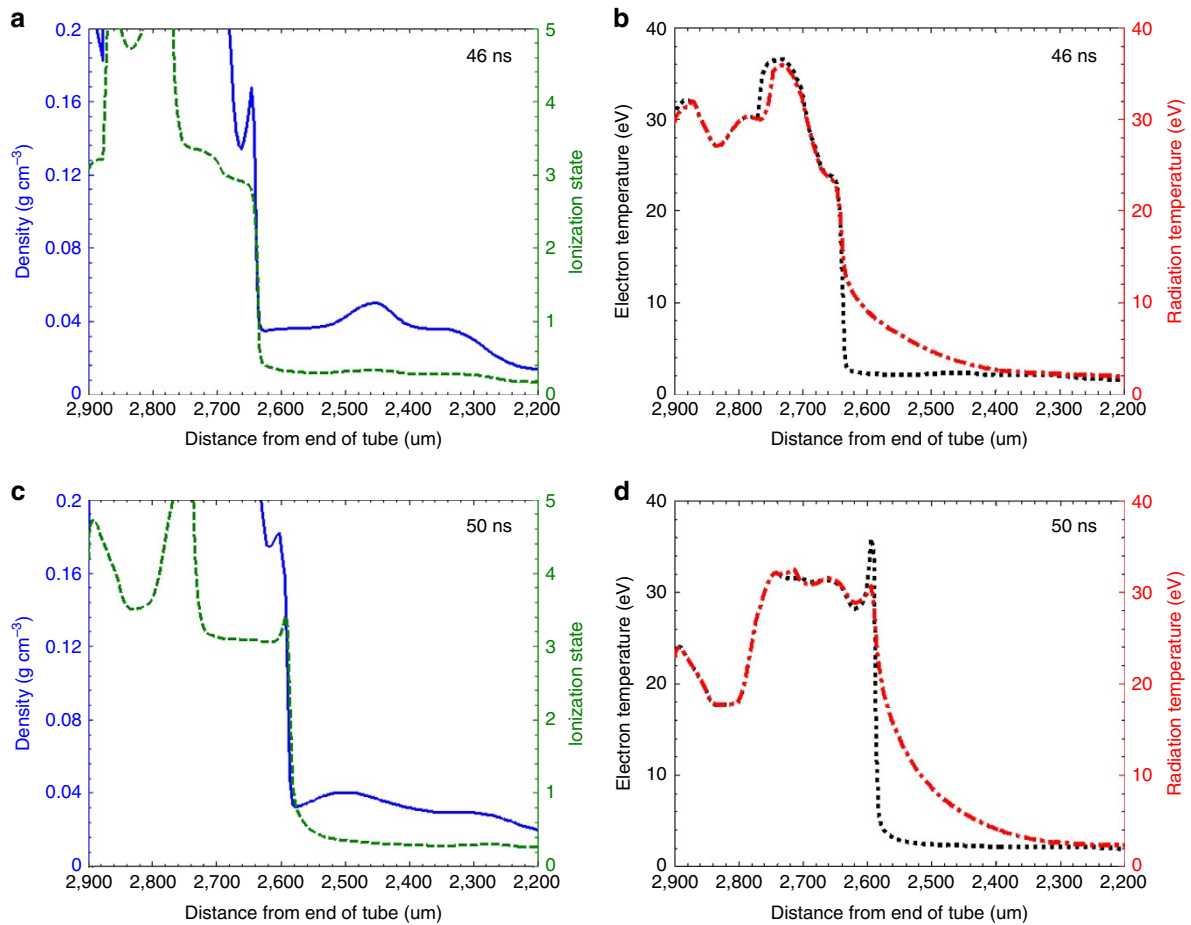 a
0.2
0.16
0.12
0.08
0.04
0
Density (g cm−3)
5
4
3
2
1
0
Ionization state
46 ns
2,900 2,800 2,700 2,600 2,500 2,400 2,300 2,200
Distance from end of tube (um)
b
40
30
20
10
0
Electron temperature (eV)
40
30
20
10
0
Radiation temperature (eV)
46 ns
2,900 2,800 2,700 2,600 2,500 2,400 2,300 2,200
Distance from end of tube (um)
c
0.2
0.16
0.12
0.08
0.04
0
Density (g cm−3)
5
4
3
2
1
0
Ionization state
50 ns
2,900 2,800 2,700 2,600 2,500 2,400 2,300 2,200
Distance from end of tube (um)
d
40
30
20
10
0
Electron temperature (eV)
40
30
20
10
0
Radiation temperature (eV)
50 ns
2,900 2,800 2,700 2,600 2,500 2,400 2,300 2,200
Distance from end of tube (um)